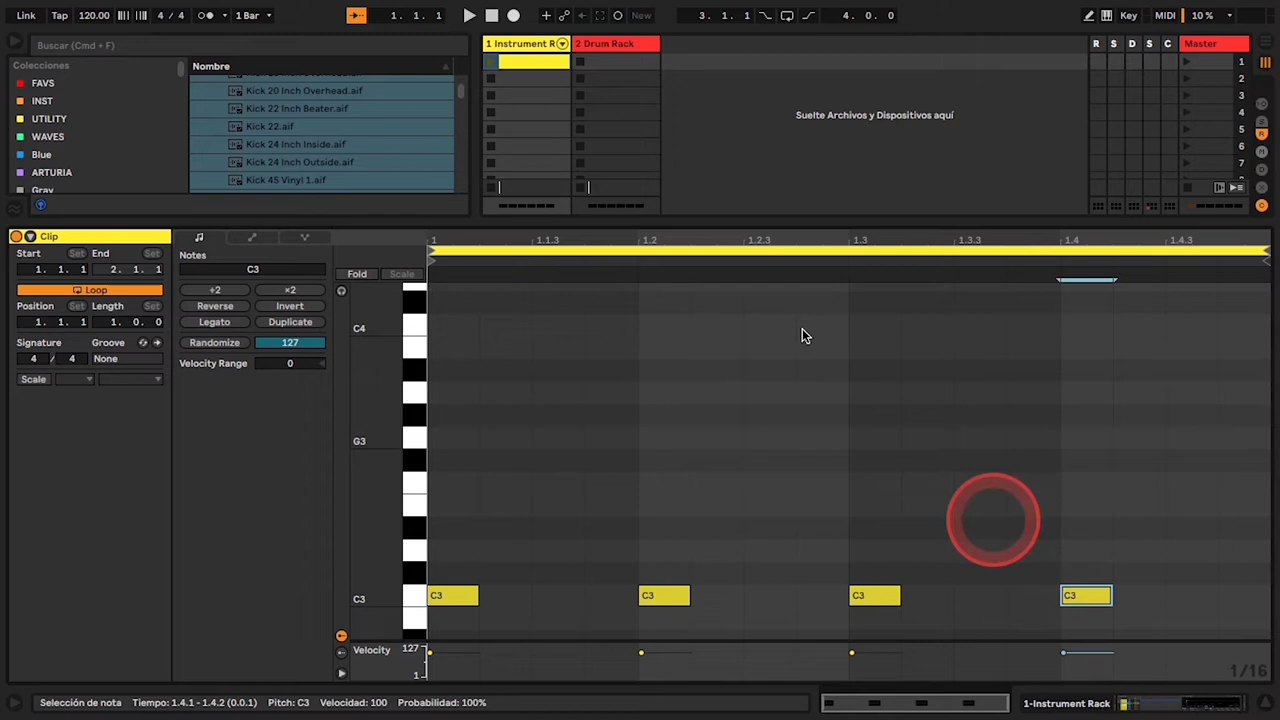 Link Tap 120.00 4 / 4 1 Bar 1. 1. 1 New 3. 1. 1 4. 0. 0 Key MIDI 10 %
Buscar (Cmd + F)
Colecciones
FAVS
INST
UTILITY
WAVES
Blue
ARTURIA
Gray
Nombre
Kick 20 Inch Overhead.aif
Kick 22 Inch Beater.aif
Kick 22.aif
Kick 24 Inch Inside.aif
Kick 24 Inch Outside.aif
Kick 45 Vinyl 1.aif
1 Instrument R 2 Drum Rack
Suelte Archivos y Dispositivos aquí
R S D S C Master
1
2
3
4
5
6
7
Clip
Start Set End Set
1. 1. 1 2. 1. 1
Loop
Position Set Length Set
1. 1. 1 1. 0. 0
Signature Groove
4 / 4 None
Scale
Notes
C3
÷2 ×2
Reverse Invert
Legato Duplicate
Randomize 127
Velocity Range 0
Fold Scale
1 1.1.3 1.2 1.2.3 1.3 1.3.3 1.4 1.4.3
C4
G3
C3
C3 C3 C3 C3
Velocity 127
1
1/16
Selección de nota Tiempo: 1.4.1 - 1.4.2 (0.0.1) Pitch: C3 Velocidad: 100 Probabilidad: 100%
1-Instrument Rack